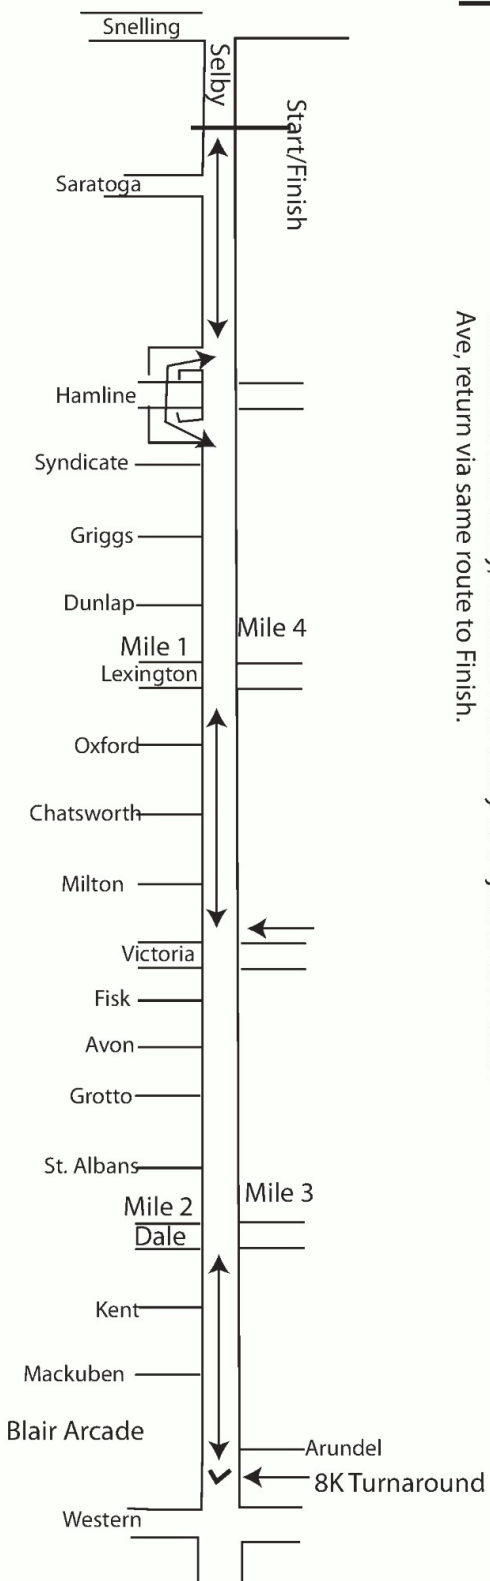 Snelling
Selby
Start/Finish
Saratoga
Ave, return via same route to Finish.
Hamline
Syndicate
Griggs
Dunlap
Mile 4
Mile 1
Lexington
Oxford
Chatsworth
Milton
Victoria
Fisk
Avon
Grotto
St. Albans
Mile 3
Mile 2
Dale
Kent
Mackuben
Blair Arcade
Arundel
8K Turnaround
Western